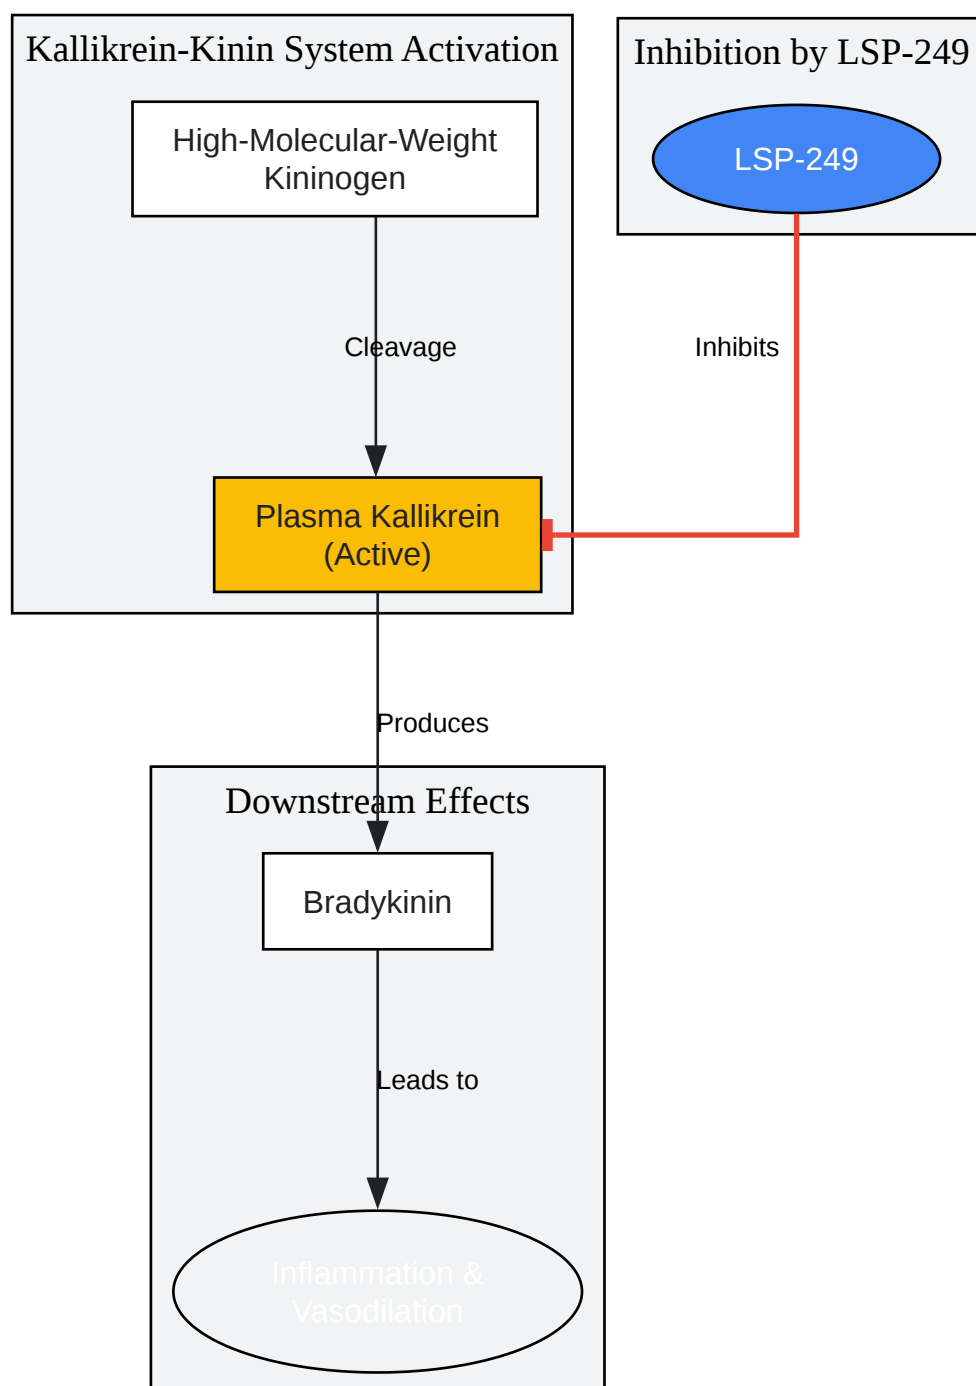 Kallikrein-Kinin System Activation
High-Molecular-Weight
Kininogen
Cleavage
Plasma Kallikrein
(Active)
Inhibition by LSP-249
LSP-249
Inhibits
Produces
Downstream Effects
Bradykinin
Leads to
Inflammation &
Vasodilation